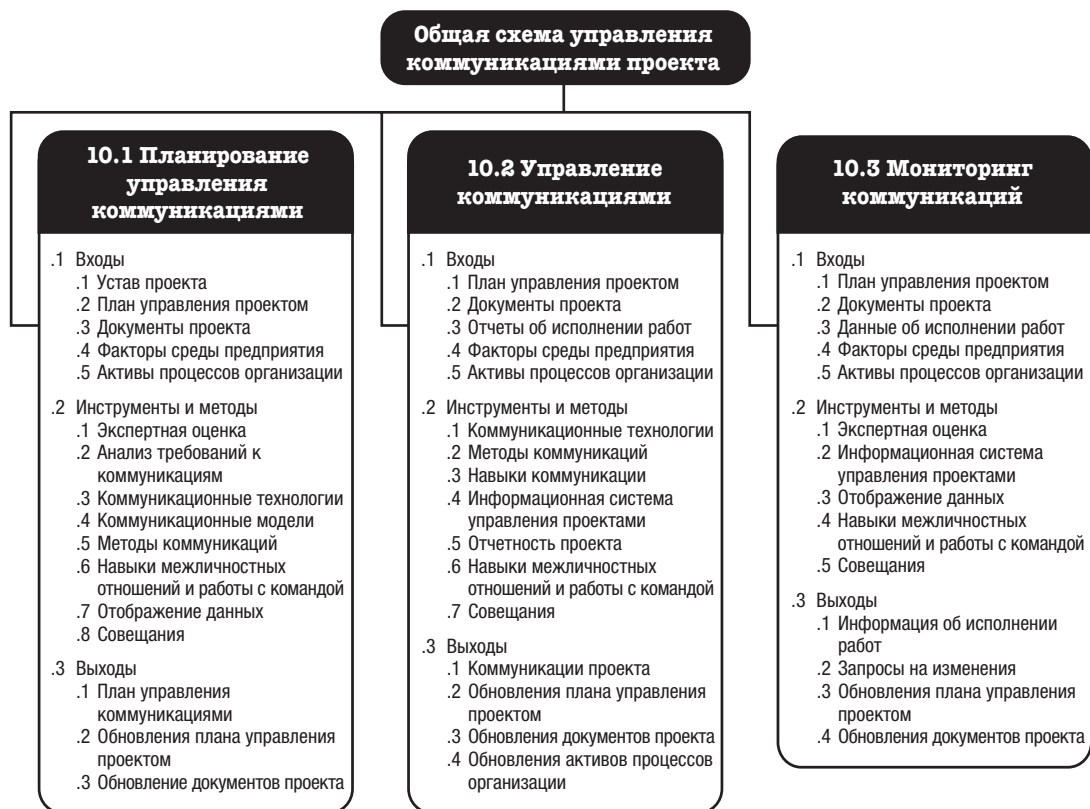 Общая схема управления
коммуникациями проекта
10.1 Планирование
управления
коммуникациями
.1 Входы
.1 Устав проекта
.2 План управления проектом
.3 Документы проекта
.4 Факторы среды предприятия
.5 Активы процессов организации
.2 Инструменты и методы
.1 Экспертная оценка
.2 Анализ требований к
коммуникациям
.3 Коммуникационные технологии
.4 Коммуникационные модели
.5 Методы коммуникаций
.6 Навыки межличностных
отношений и работы с командой
.7 Отображение данных
.8 Совещания
.3 Выходы
.1 План управления
коммуникациями
.2 Обновления плана управления
проектом
.3 Обновление документов проекта
10.2 Управление
коммуникациями
.1 Входы
.1 План управления проектом
.2 Документы проекта
.3 Отчеты об исполнении работ
.4 Факторы среды предприятия
.5 Активы процессов организации
.2 Инструменты и методы
.1 Коммуникационные технологии
.2 Методы коммуникаций
.3 Навыки коммуникации
.4 Информационная система
управления проектами
.5 Отчетность проекта
.6 Навыки межличностных
отношений и работы с командой
.7 Совещания
.3 Выходы
.1 Коммуникации проекта
.2 Обновления плана управления
проектом
.3 Обновления документов проекта
.4 Обновления активов процессов
организации
10.3 Мониторинг
коммуникаций
.1 Входы
.1 План управления проектом
.2 Документы проекта
.3 Данные об исполнении работ
.4 Факторы среды предприятия
.5 Активы процессов организации
.2 Инструменты и методы
.1 Экспертная оценка
.2 Информационная система
управления проектами
.3 Отображение данных
.4 Навыки межличностных
отношений и работы с командой
.5 Совещания
.3 Выходы
.1 Информация об исполнении
работ
.2 Запросы на изменения
.3 Обновления плана управления
проектом
.4 Обновления документов проекта